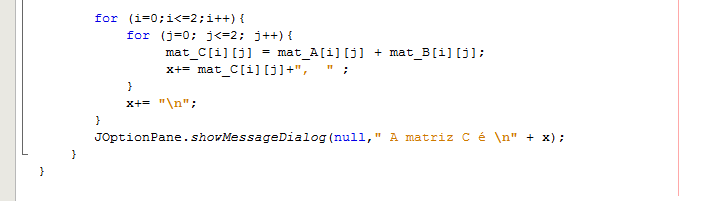 for (i=0;i<=2;i++){
for (j=0; j<=2; j++){
mat_C[i][j] = mat_A[i][j] + mat_B[i][j];
x+= mat_C[i][j]+",  " ;
}
x+= "\n";
}
JOptionPane.showMessageDialog(null," A matriz C é \n" + x);
}
}